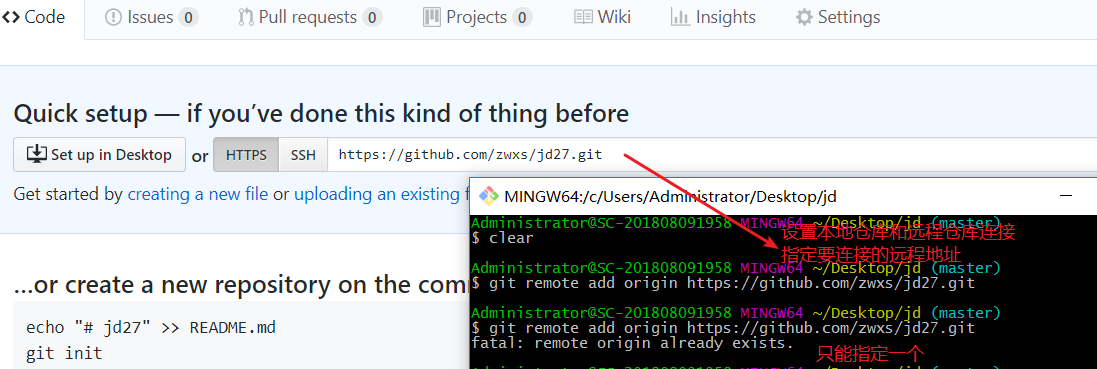 Code Issues 0 Pull requests 0 Projects 0 Wiki Insights Settings
Quick setup — if you’ve done this kind of thing before
Set up in Desktop or HTTPS SSH https://github.com/zwxs/jd27.git
Get started by creating a new file or uploading an existing
MINGW64:/c/Users/Administrator/Desktop/jd
Administrator@SC-201808091958 MINGW64 ~/Desktop/jd (master)
$ clear
设置本地仓库和远程仓库连接
指定要连接的远程地址
Administrator@SC-201808091958 MINGW64 ~/Desktop/jd (master)
$ git remote add origin https://github.com/zwxs/jd27.git
Administrator@SC-201808091958 MINGW64 ~/Desktop/jd (master)
$ git remote add origin https://github.com/zwxs/jd27.git
fatal: remote origin already exists.
只能指定一个
…or create a new repository on the com
echo "# jd27" >> README.md
git init